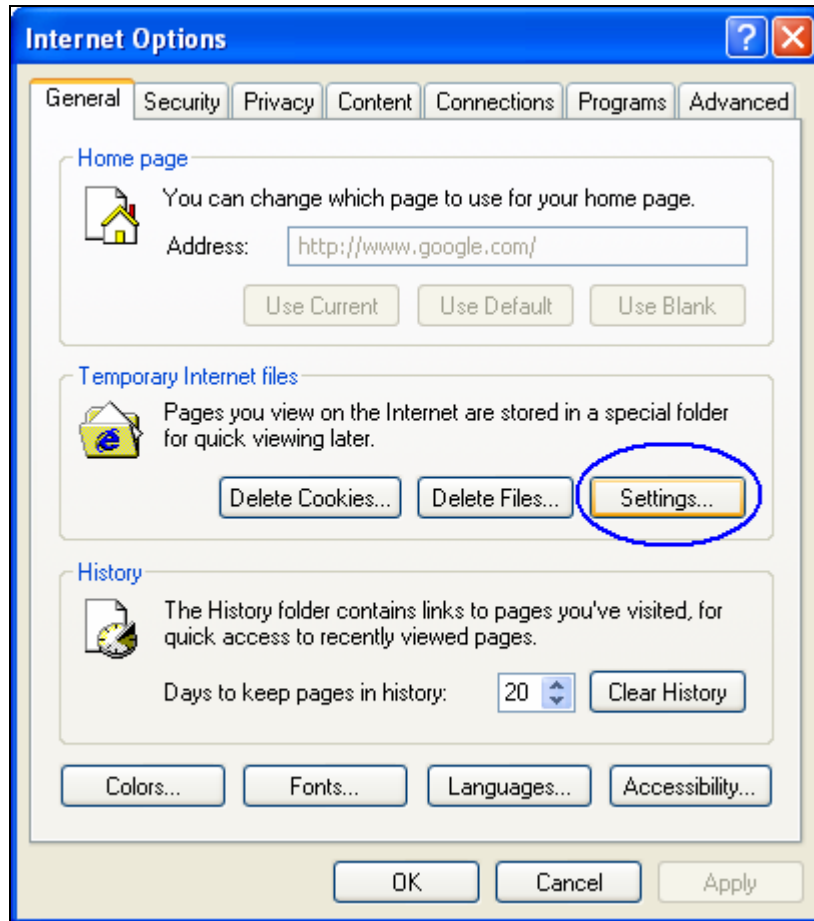 Internet Options
General Security Privacy Content Connections Programs Advanced
Home page
You can change which page to use for your home page.
Address: http://www.google.com/
Use Current Use Default Use Blank
Temporary Internet files
Pages you view on the Internet are stored in a special folder
for quick viewing later.
Delete Cookies... Delete Files... Settings...
History
The History folder contains links to pages you've visited, for
quick access to recently viewed pages.
Days to keep pages in history: 20 Clear History
Colors... Fonts... Languages... Accessibility...
OK Cancel Apply